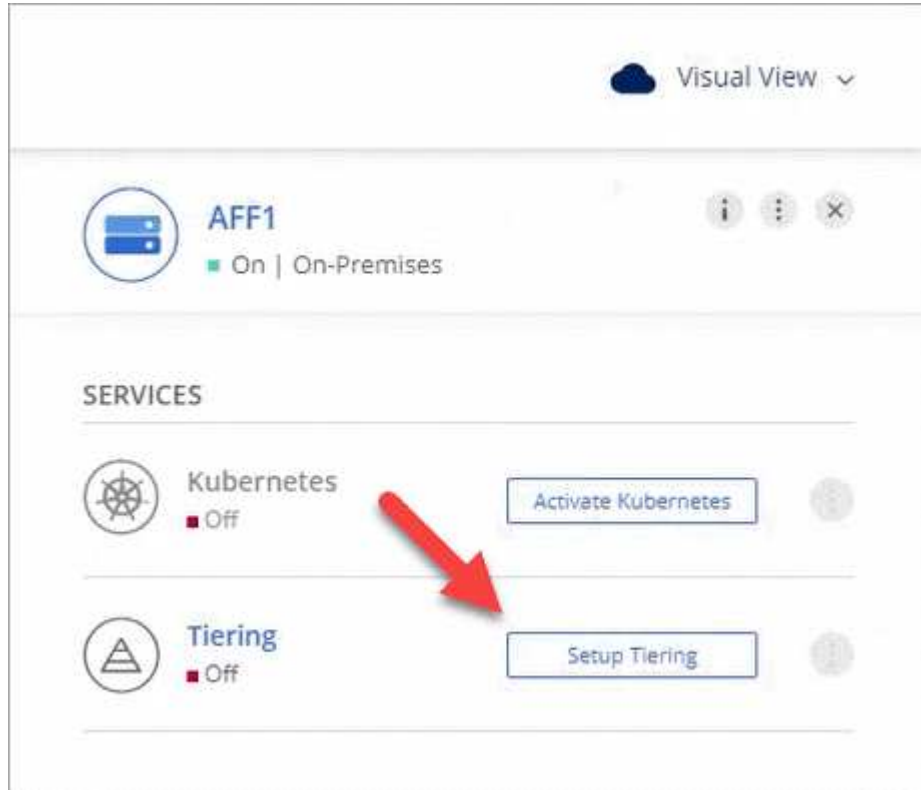 Visual View
AFF1
On | On-Premises
SERVICES
Kubernetes
Off
Activate Kubernetes
Tiering
Off
Setup Tiering